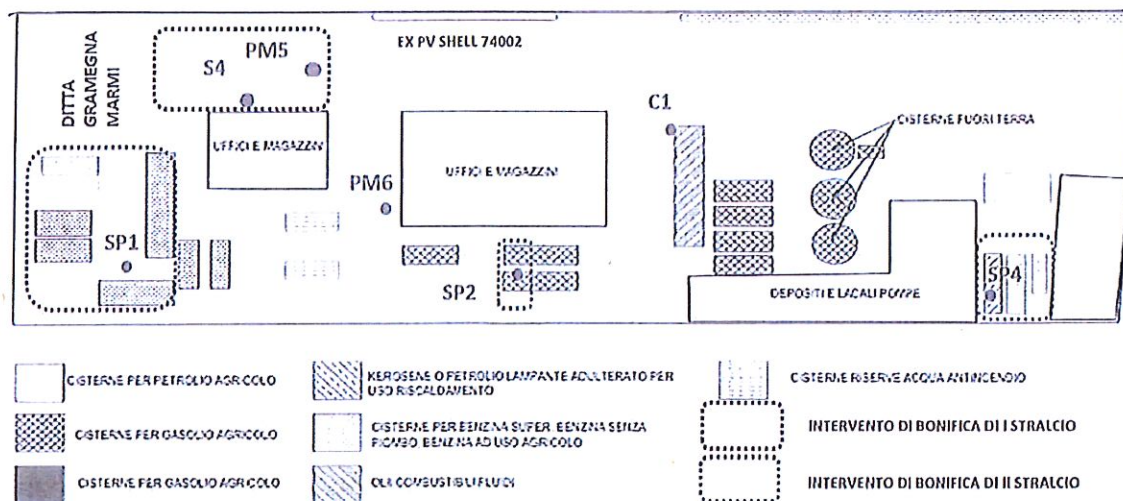 EX PV SHELL 74002
PM5
S4
DITTA
GRAMEGNA
MARMI
C1
CISTERNE FUORI TERRA
UFFICI E MAGAZZINI
UFFICI E MAGAZZINI
PM6
SP1
SP2
SP4
DEPOSITI E LACALI POMPE
CISTERNE PER PETROLIO AGRICOLO
KEROSENE O PETROLIO LAMPANTE ADULTERATO PER
USO RISCALDAMENTO
CISTERNE RISERVE ACQUA ANTINCENDIO
CISTERNE PER GASOLIO AGRICOLO
CISTERNE PER BENZINA SUPER, BENZINA SENZA
PIOMBO, BENZINA AD USO AGRICOLO
INTERVENTO DI BONIFICA DI I STRALCIO
CISTERNE PER GASOLIO AGRICOLO
OLII COMBUSTIBILI FLUIDI
INTERVENTO DI BONIFICA DI II STRALCIO